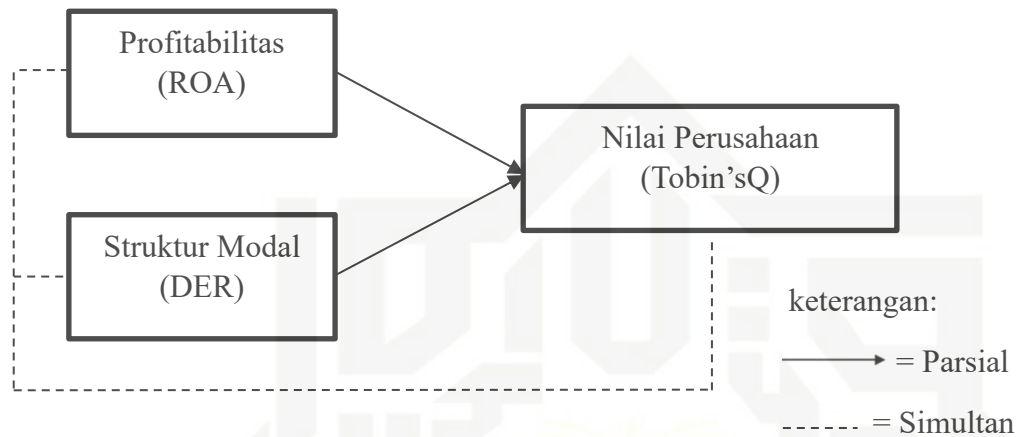 Profitabilitas
(ROA)
Nilai Perusahaan
(Tobin’sQ)
Struktur Modal
(DER)
keterangan:
= Parsial
= Simultan